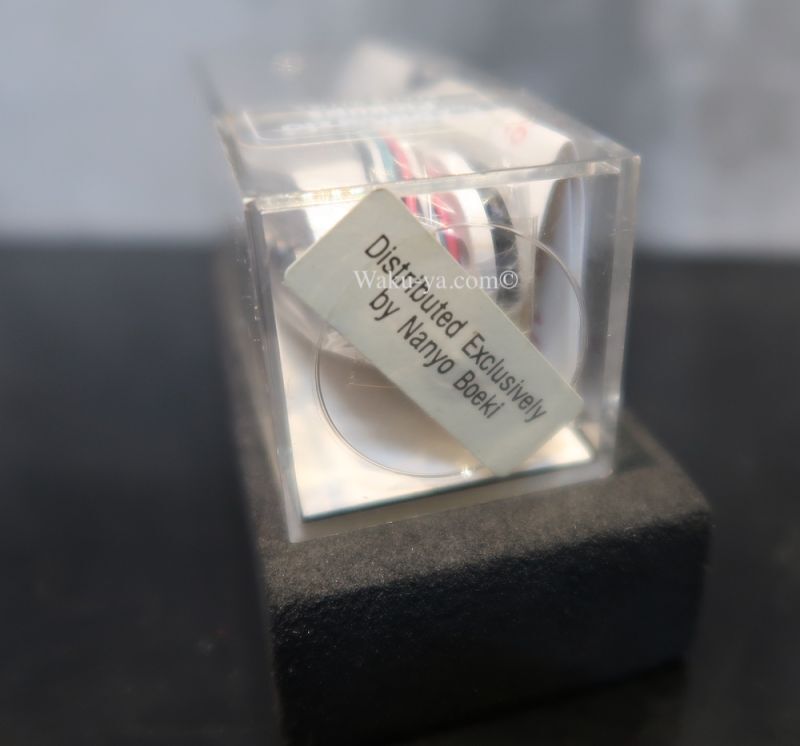 Distributed Exclusively
by Nanyo Boeki
Waku-ya.com©